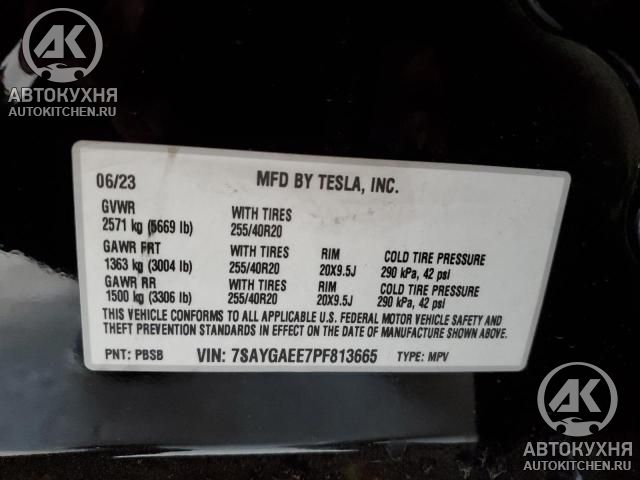 AK
АВТОКУХНЯ
AUTOKITCHEN.RU
06/23 MFD BY TESLA, INC.
GVWR WITH TIRES
2571 kg (5669 lb) 255/40R20
GAWR FRT WITH TIRES RIM COLD TIRE PRESSURE
1363 kg (3004 lb) 255/40R20 20X9.5J 290 kPa, 42 psi
GAWR RR WITH TIRES RIM COLD TIRE PRESSURE
1500 kg (3306 lb) 255/40R20 20X9.5J 290 kPa, 42 psi
THIS VEHICLE CONFORMS TO ALL APPLICABLE U.S. FEDERAL MOTOR VEHICLE SAFETY AND
THEFT PREVENTION STANDARDS IN EFFECT ON THE DATE OF MANUFACTURE SHOWN ABOVE.
PNT: PBSB VIN: 7SAYGAEE7PF813665 TYPE: MPV
AK
АВТОКУХНЯ
AUTOKITCHEN.RU